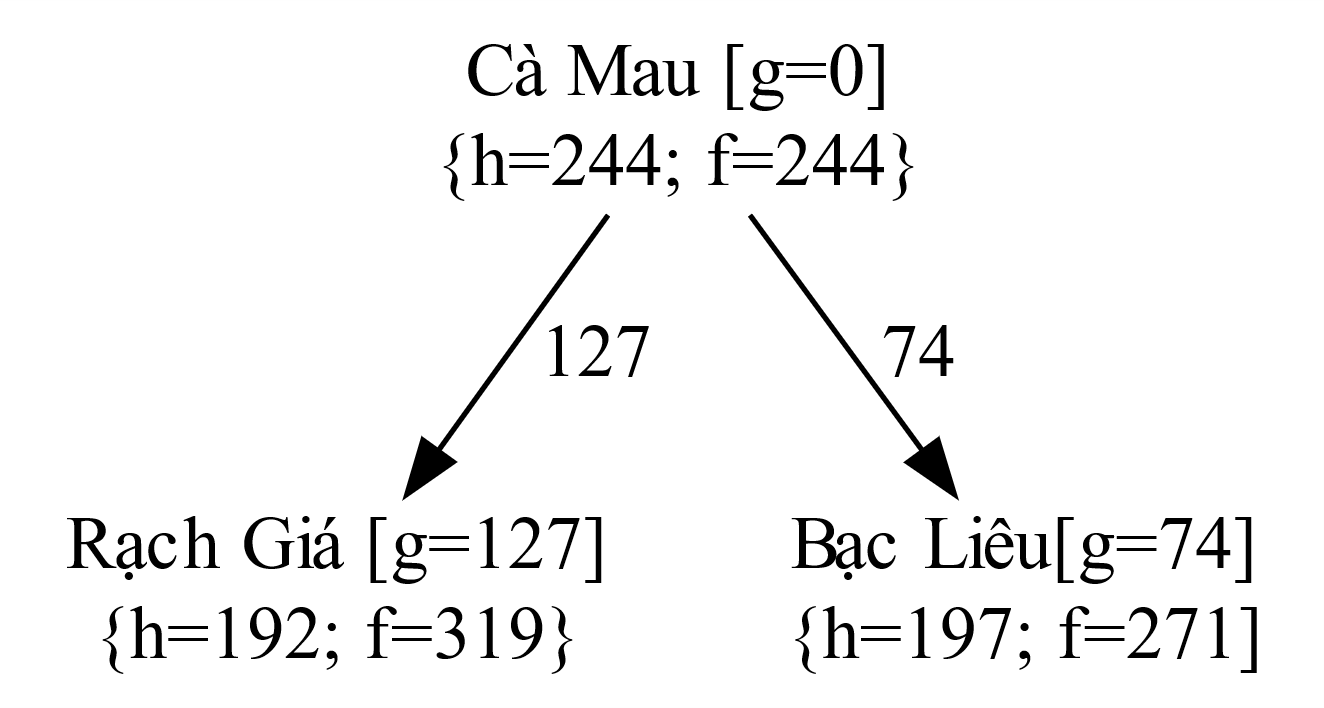 Cà Mau [g=0]
{h=244; f=244}
127
74
Rạch Giá [g=127]
{h=192; f=319}
Bạc Liêu[g=74]
{h=197; f=271]